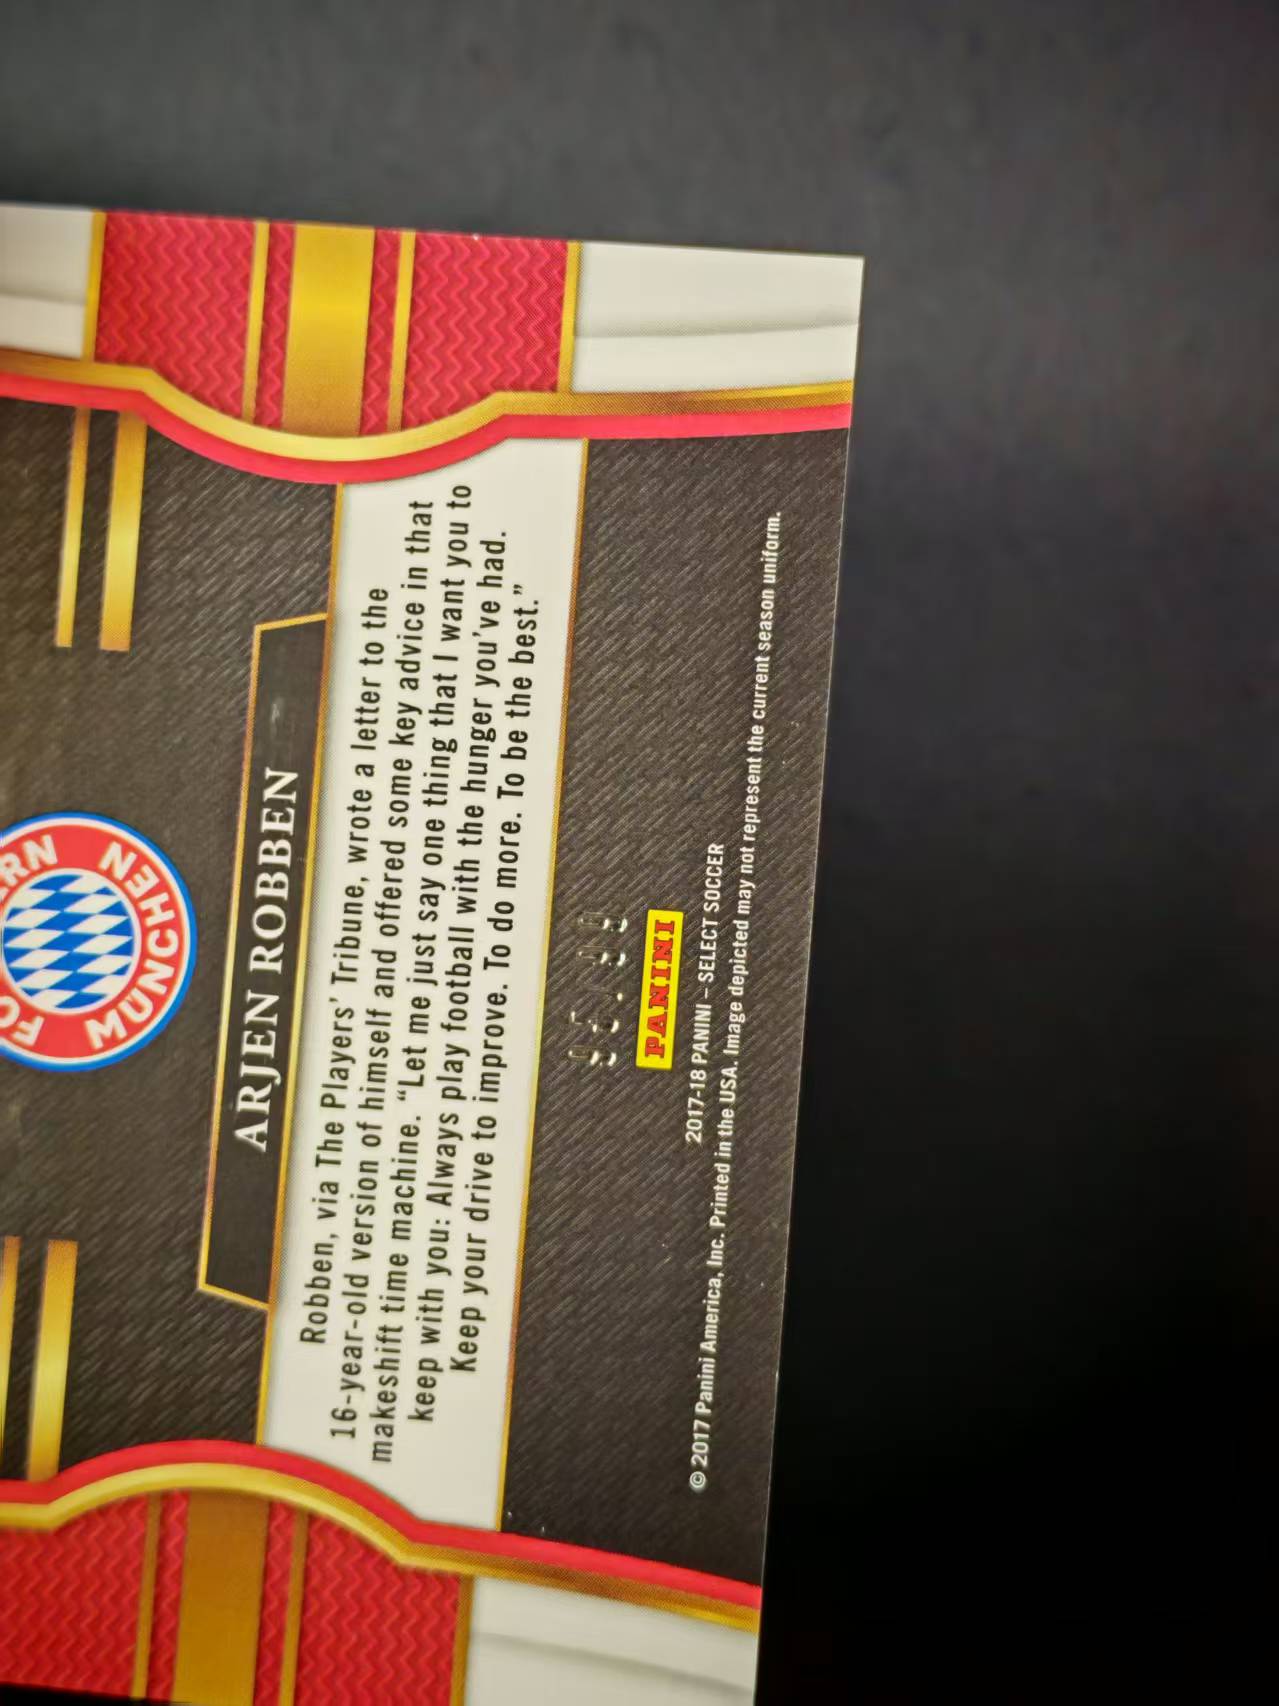 FC BAYERN MÜNCHEN
ARJEN ROBBEN
Robben, via The Players’ Tribune, wrote a letter to the
16-year-old version of himself and offered some key advice in that
makeshift time machine. “Let me just say one thing that I want you to
keep with you: Always play football with the hunger you’ve had.
Keep your drive to improve. To do more. To be the best.”
PANINI
2017-18 PANINI – SELECT SOCCER
© 2017 Panini America, Inc. Printed in the USA. Image depicted may not represent the current season uniform.